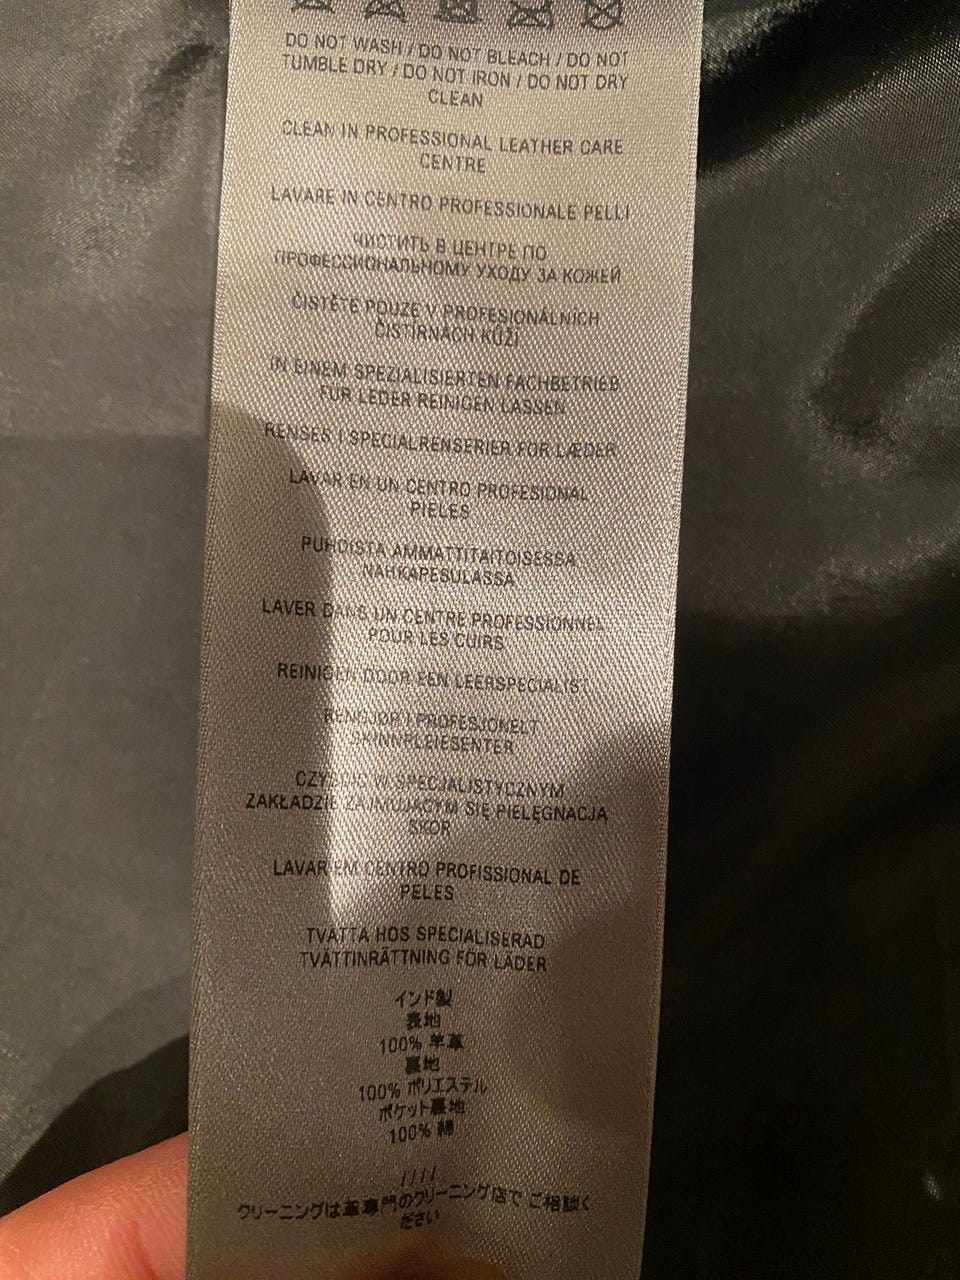 DO NOT WASH / DO NOT BLEACH / DO NOT
TUMBLE DRY / DO NOT IRON / DO NOT DRY
CLEAN
CLEAN IN PROFESSIONAL LEATHER CARE
CENTRE
LAVARE IN CENTRO PROFESSIONALE PELLI
ЧИСТИТЬ В ЦЕНТРЕ ПО
ПРОФЕССИОНАЛЬНОМУ УХОДУ ЗА КОЖЕЙ
ČISTĚTE POUZE V PROFESIONÁLNÍCH
ČISTÍRNÁCH KŮŽÍ
IN EINEM SPEZIALISIERTEN FACHBETRIEB
FÜR LEDER REINIGEN LASSEN
RENSES I SPECIALRENSERIER FOR LÆDER
LAVAR EN UN CENTRO PROFESIONAL
PIELES
PUHDISTA AMMATTITAITOISESSA
NAHKAPESULASSA
LAVER DANS UN CENTRE PROFESSIONNEL
POUR LES CUIRS
REINIGEN DOOR EEN LEERSPECIALIST
RENGJØR I PROFESJONELT
SKINNPLEIESENTER
CZYŚCIĆ W SPECJALISTYCZNYM
ZAKŁADZIE ZAJMUJĄCYM SIĘ PIELĘGNACJĄ
SKÓR
LAVAR EM CENTRO PROFISSIONAL DE
PELES
TVÄTTA HOS SPECIALISERAD
TVÄTTINRÄTTNING FÖR LÄDER
インド製
表地
100% 羊革
裏地
100% ポリエステル
ポケット裏地
100% 綿
/ / / /
クリーニングは革専門のクリーニング店で ご相談く
ださい